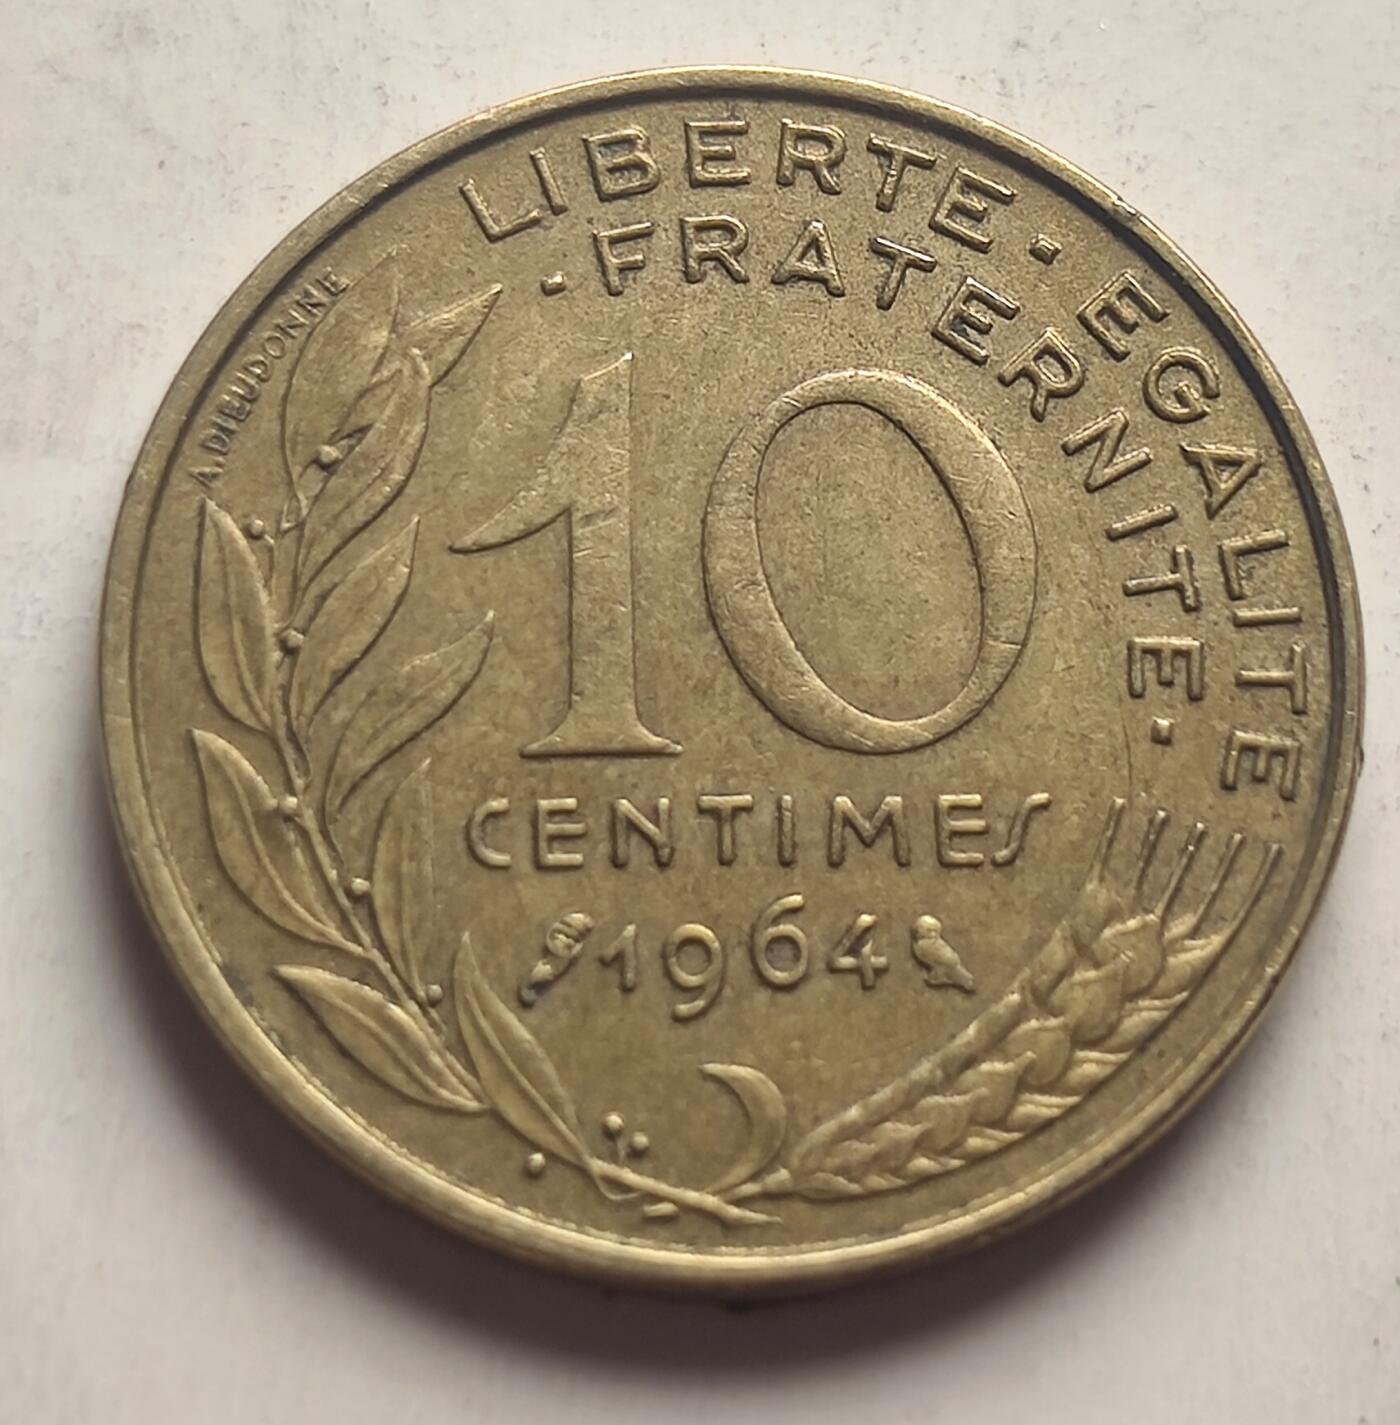 LIBERTE · EGALITE
· FRATERNITE ·
A.DIEUDONNE
10
CENTIMES
1964